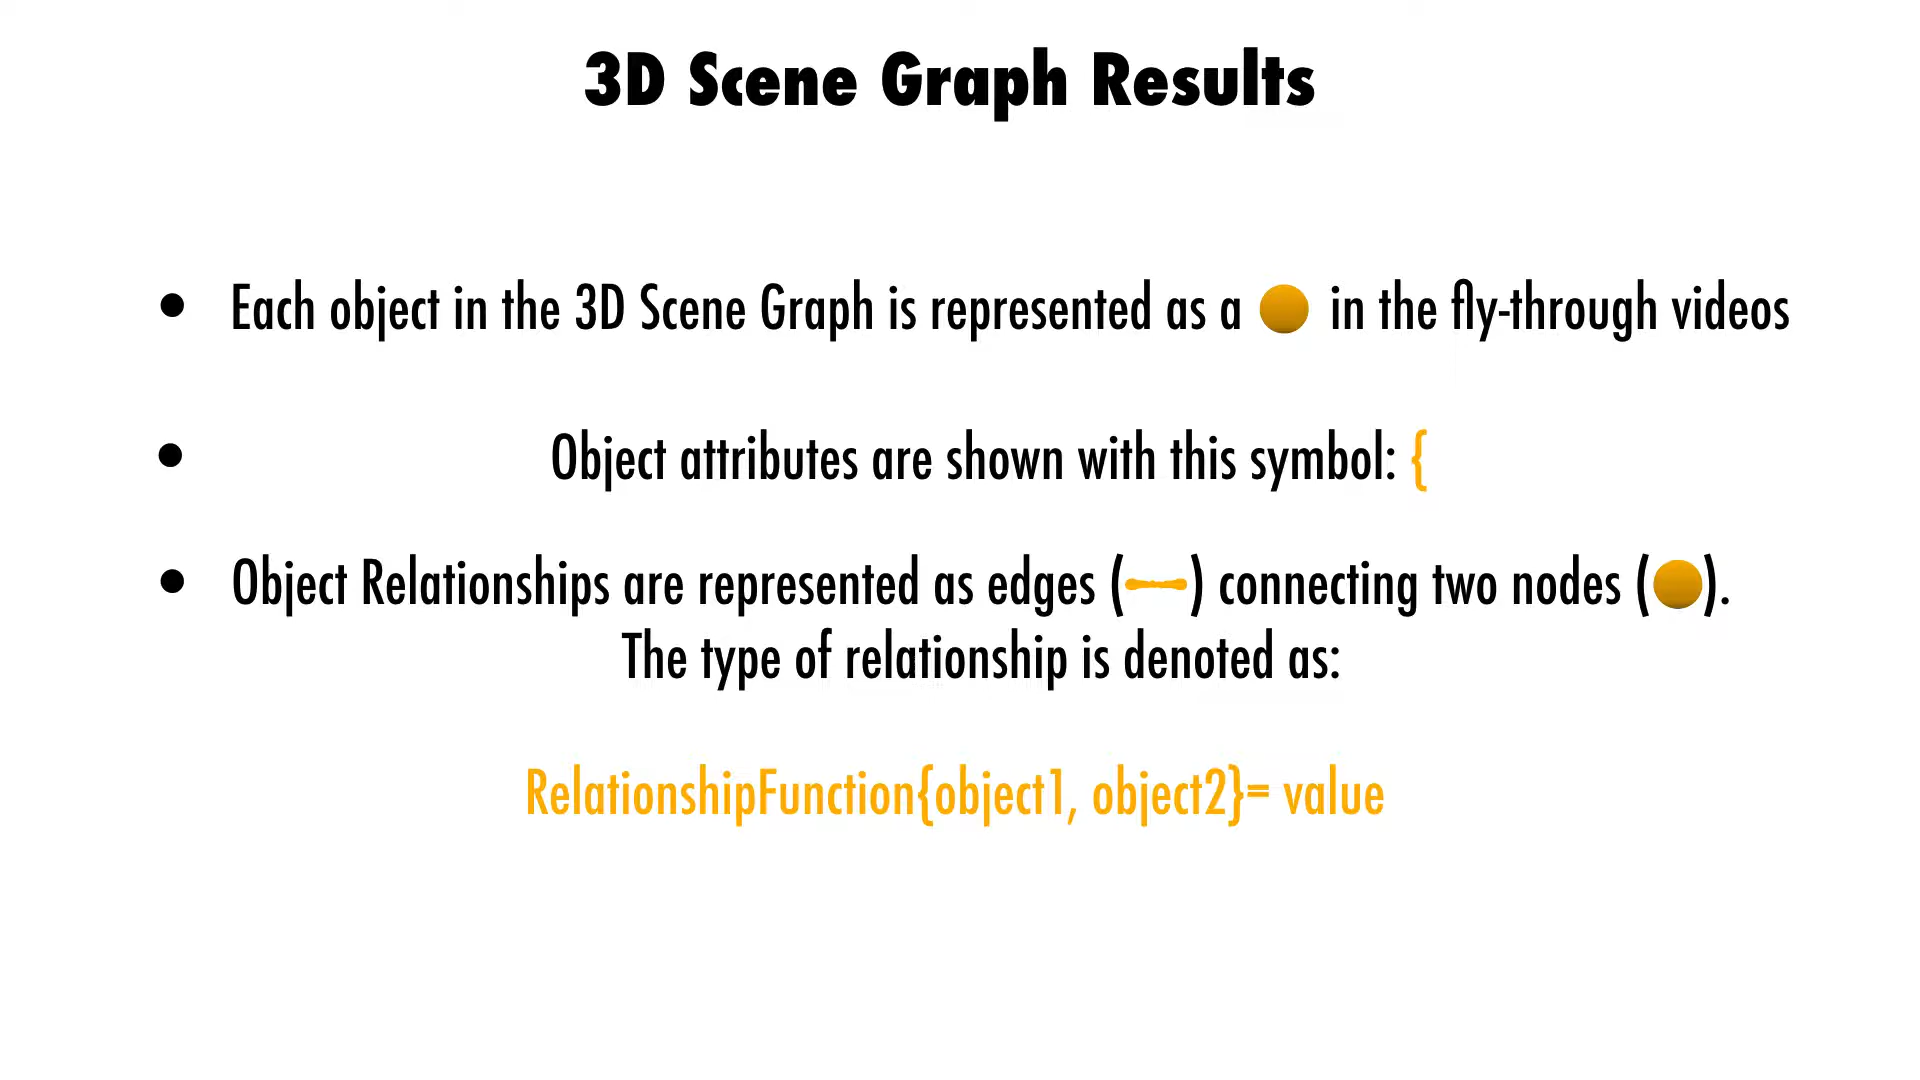 3D Scene Graph Results
• Each object in the 3D Scene Graph is represented as a in the fly-through videos
• Object attributes are shown with this symbol: {
• Object Relationships are represented as edges ( ) connecting two nodes ( ).
The type of relationship is denoted as:
RelationshipFunction{object1, object2}= value